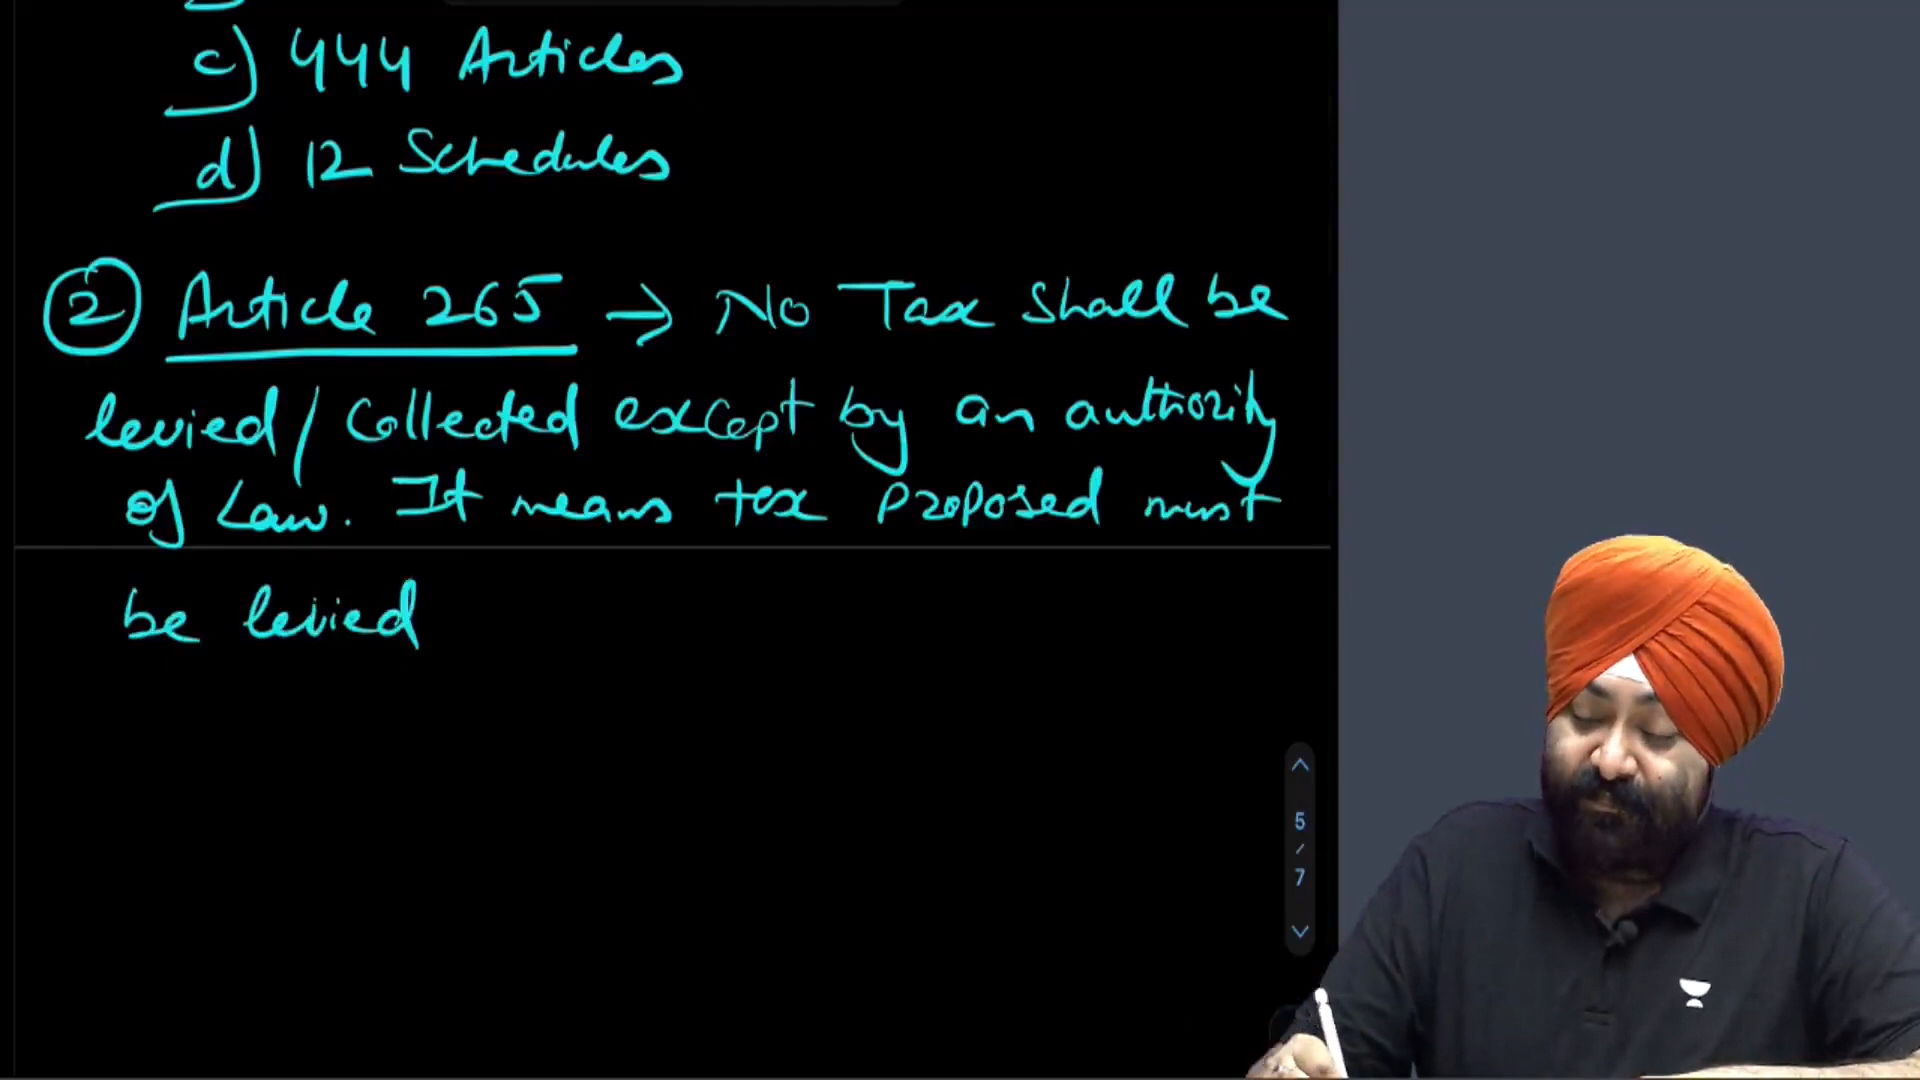 c) 444 Articles
d) 12 Schedules
2 Article 265 → No Tax shall be
levied/collected except by an authority
of Law. It means tax proposed must
be levied
5
/
7